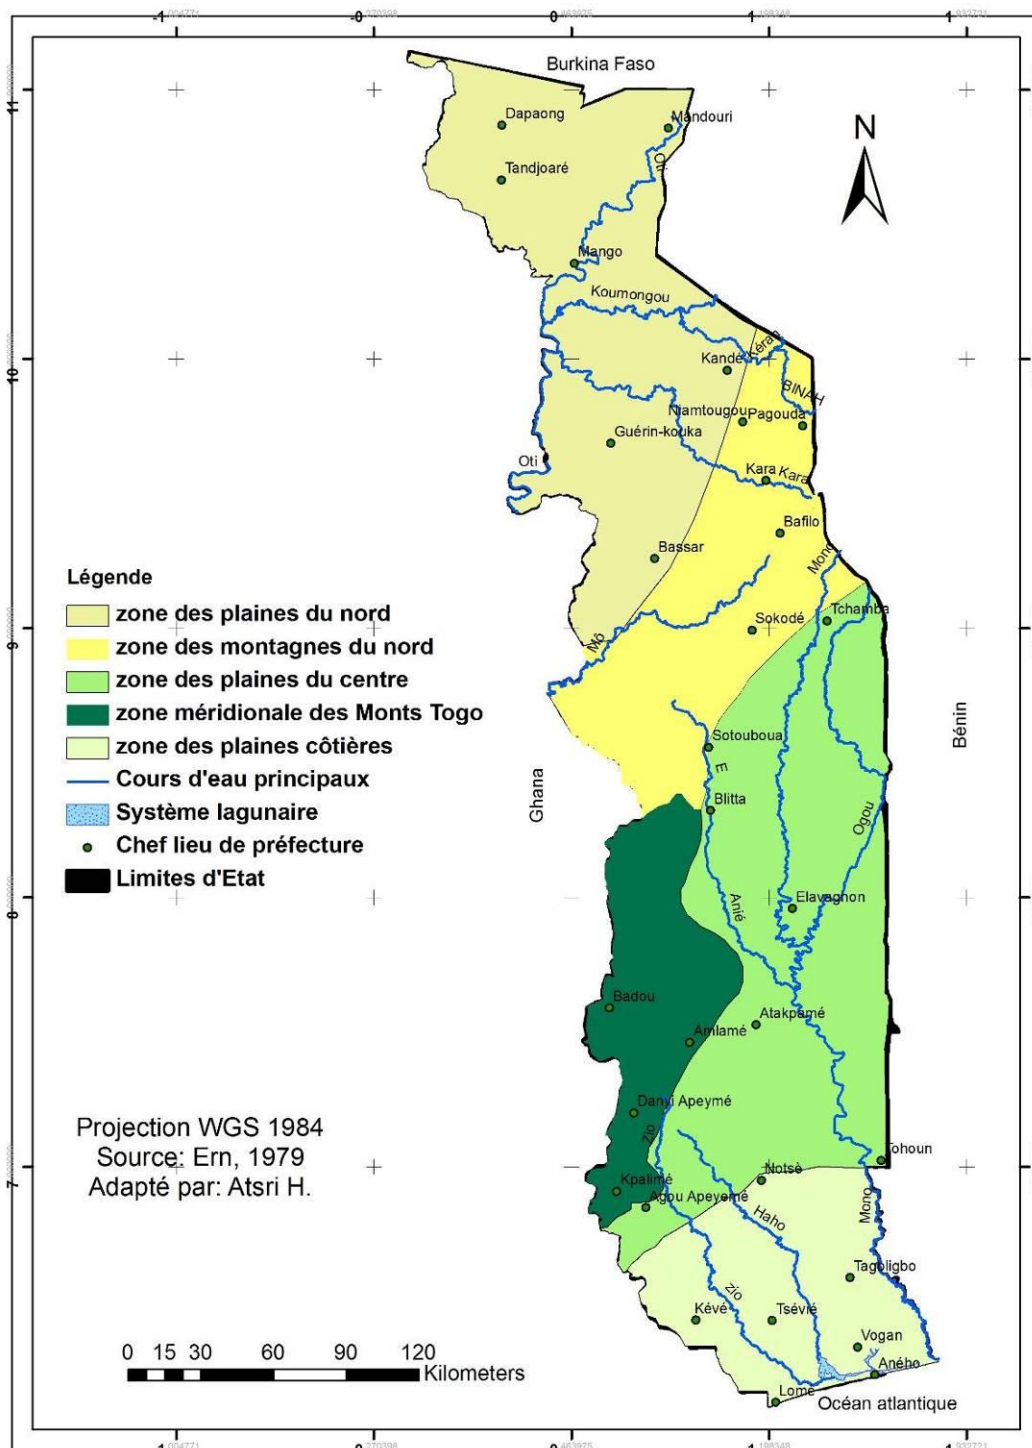 Burkina Faso
11
Dapaong
Mandouri
N
Tandjoaré
Oti
Mango
Koumongou
10
Kandé
Kéran
BINAH
Niamtougou
Pagouda
Guérin-kouka
Oti
Kara
Kara
Bafilo
Bassar
Mono
Légende
zone des plaines du nord
zone des montagnes du nord
zone des plaines du centre
zone méridionale des Monts Togo
zone des plaines côtières
Cours d'eau principaux
Système lagunaire
Chef lieu de préfecture
Limites d'Etat
Tchamba
9
Sokodé
Mô
Bénin
Sotouboua
E
Ghana
Blitta
Ogou
8
Elavagnon
Anié
Badou
Atakpamé
Amlamé
Danyi Apeymé
Zio
Projection WGS 1984
Source: Ern, 1979
Adapté par: Atsri H.
Tohoun
7
Notsè
Kpalimé
Agou Apeyemé
Haho
Mono
Tagbligbo
zio
Kévé
Tsévié
Vogan
Aného
0 15 30 60 90 120
Kilometers
Lomé
Océan atlantique